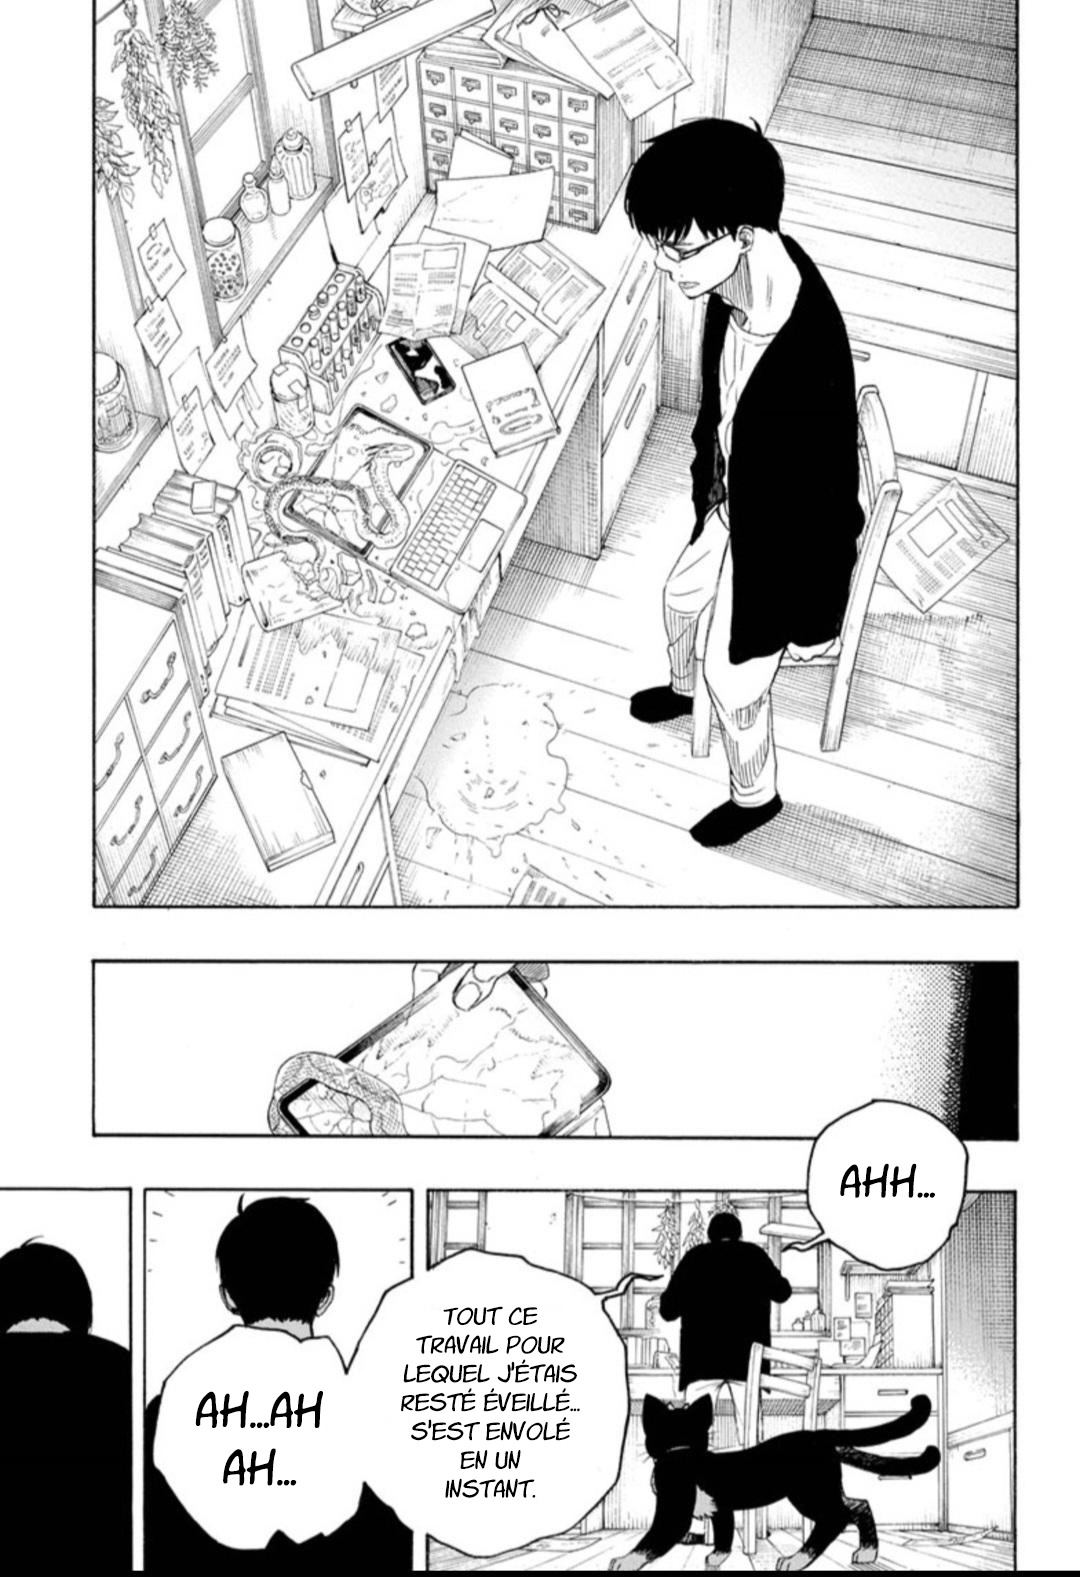 AHH...
TOUT CE
TRAVAIL POUR
LEQUEL J'ÉTAIS
RESTÉ ÉVEILLÉ...
S'EST ENVOLÉ
EN UN
INSTANT.
AH...AH
AH...